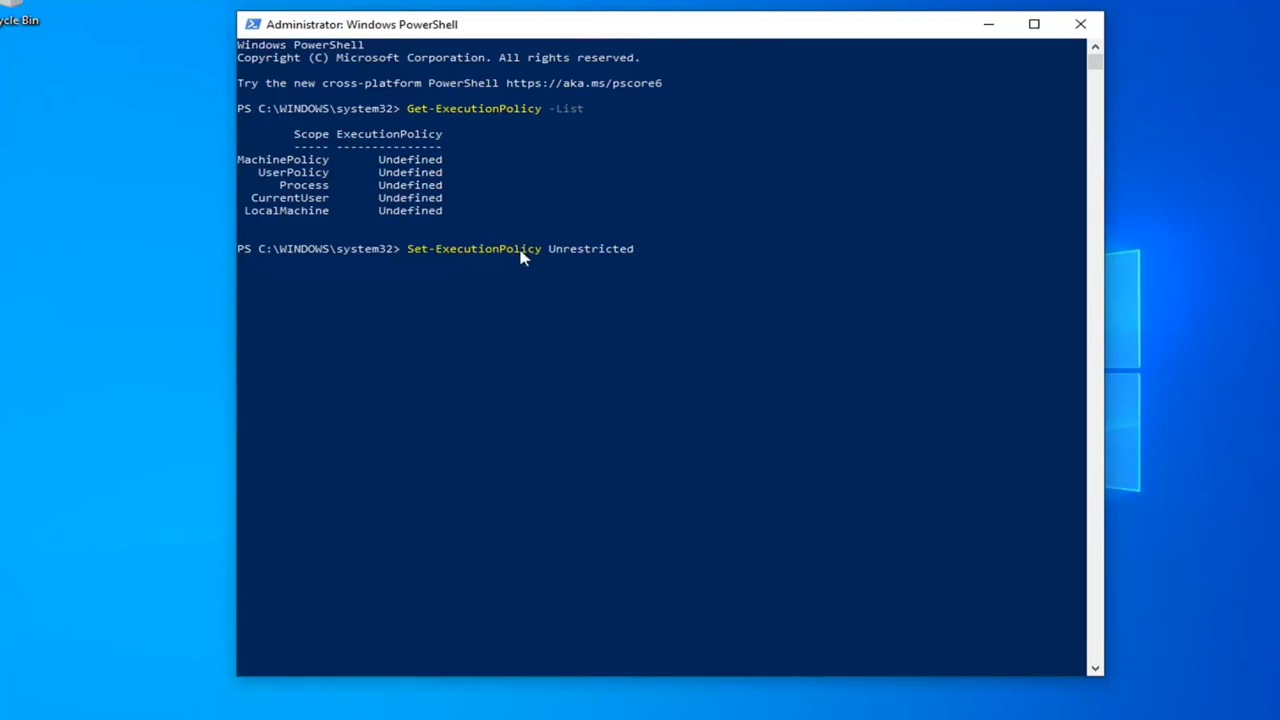 ycle Bin
Administrator: Windows PowerShell
Windows PowerShell
Copyright (C) Microsoft Corporation. All rights reserved.
Try the new cross-platform PowerShell https://aka.ms/pscore6
PS C:\WINDOWS\system32> Get-ExecutionPolicy -List
Scope ExecutionPolicy
----- ---------------
MachinePolicy Undefined
UserPolicy Undefined
Process Undefined
CurrentUser Undefined
LocalMachine Undefined
PS C:\WINDOWS\system32> Set-ExecutionPolicy Unrestricted